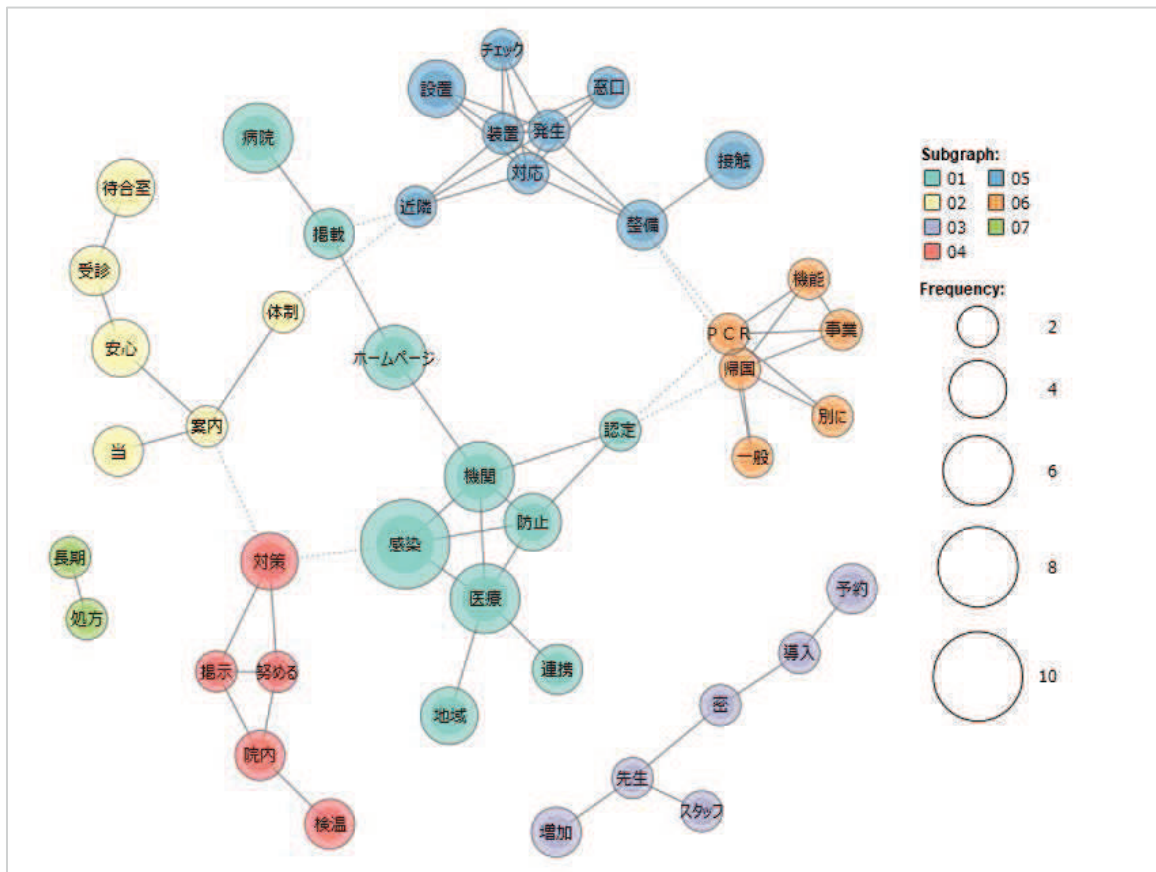 チェック
設置
窓口
装置
発生
病院
対応
接触
待合室
近隣
整備
掲載
受診
機能
体制
PCR
事業
安心
ホームページ
帰国
別に
案内
認定
当
一般
機関
防止
感染
対策
長期
医療
予約
処方
導入
掲示
努める
連携
密
地域
院内
先生
検温
増加
スタッフ
Subgraph:
01 05
02 06
03 07
04
Frequency:
2
4
6
8
10